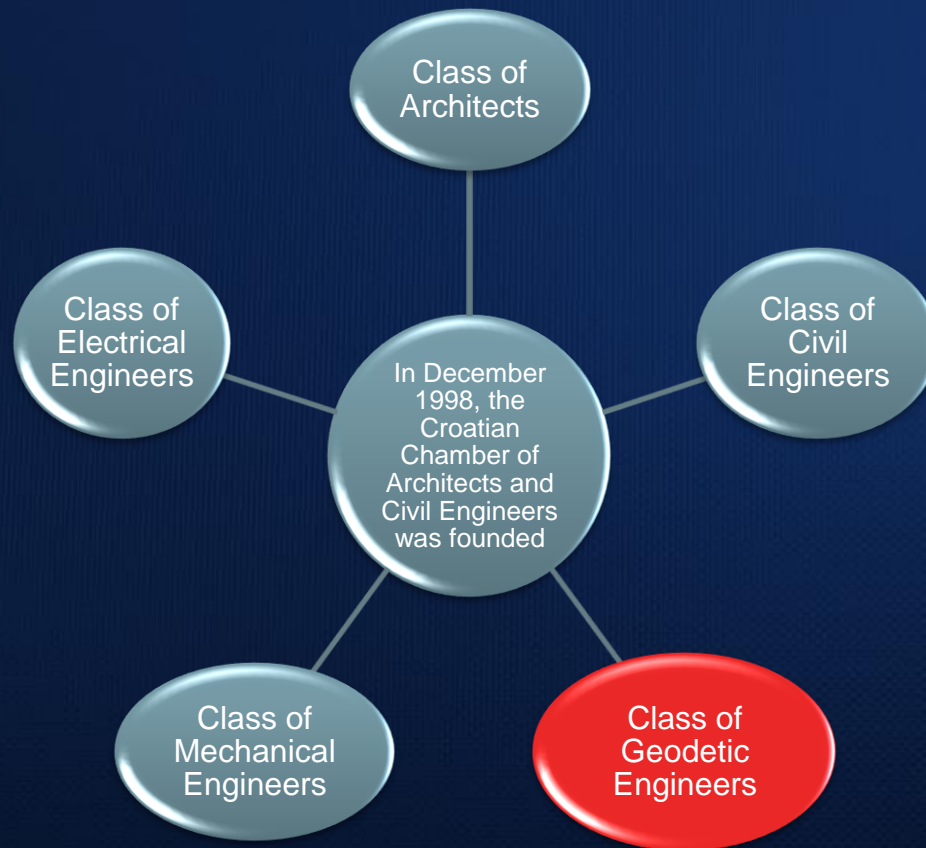 Class of
Architects
Class of
Electrical
Engineers
Class of
Civil
Engineers
In December
1998, the
Croatian
Chamber of
Architects and
Civil Engineers
was founded
Class of
Mechanical
Engineers
Class of
Geodetic
Engineers